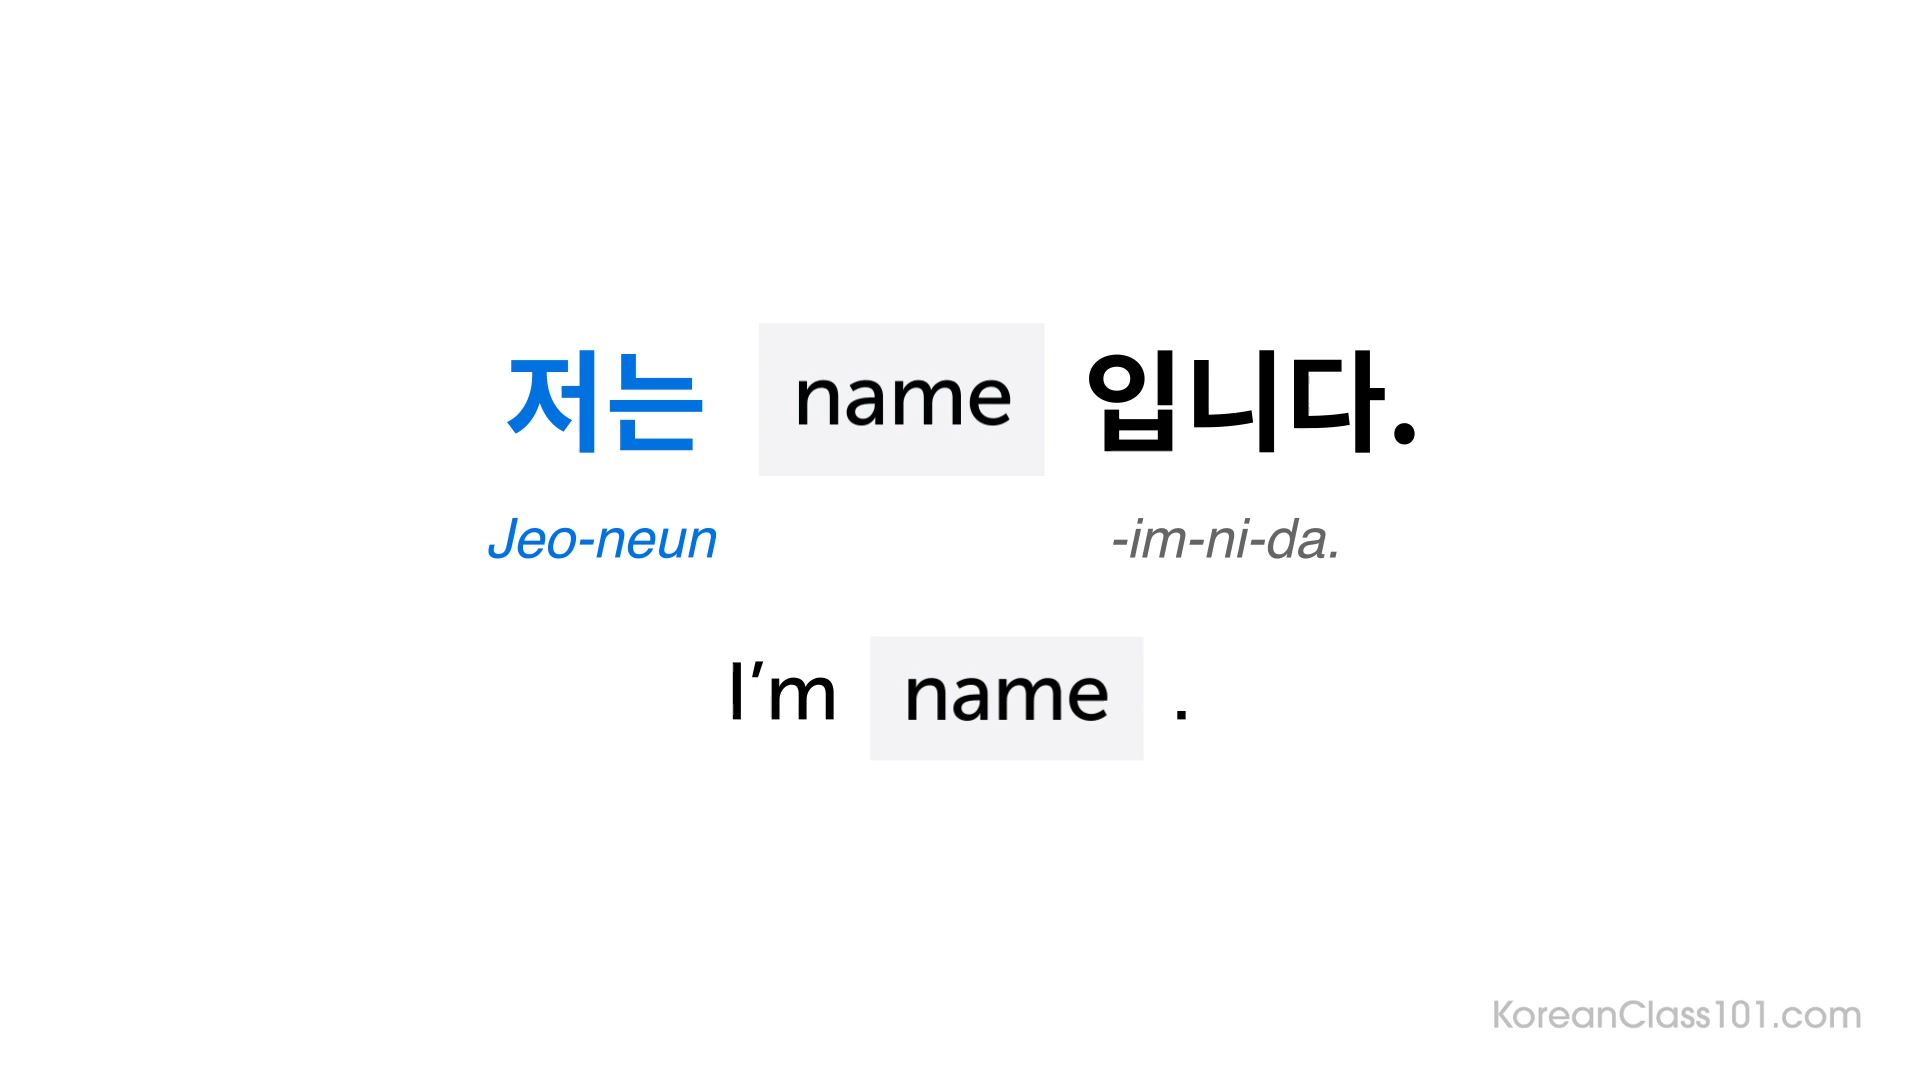 저는 name 입니다.
Jeo-neun -im-ni-da.
I'm name .
KoreanClass101.com